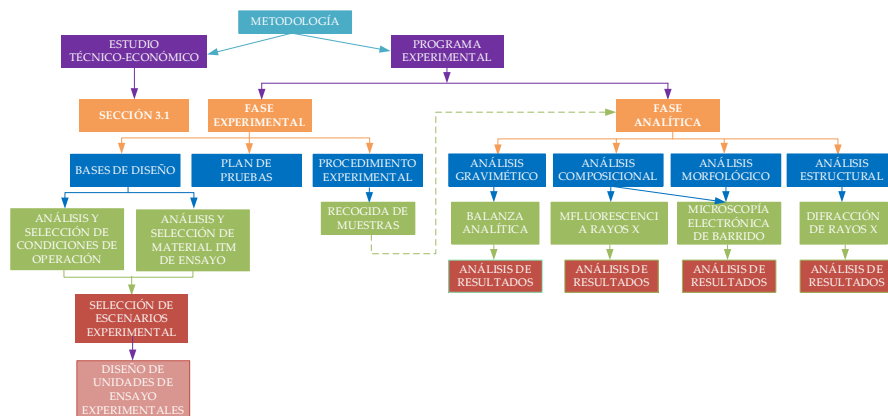 METODOLOGÍA
ESTUDIO
TÉCNICO-ECONÓMICO
PROGRAMA
EXPERIMENTAL
SECCIÓN 3.1
FASE
EXPERIMENTAL
FASE
ANALÍTICA
BASES DE DISEÑO
PLAN DE
PRUEBAS
PROCEDIMIENTO
EXPERIMENTAL
ANÁLISIS
GRAVIMÉTICO
ANÁLISIS
COMPOSICIONAL
ANÁLISIS
MORFOLÓGICO
ANÁLISIS
ESTRUCTURAL
ANÁLISIS Y
SELECCIÓN DE
CONDICIONES DE
OPERACIÓN
ANÁLISIS Y
SELECCIÓN DE
MATERIAL ITM
DE ENSAYO
RECOGIDA DE
MUESTRAS
BALANZA
ANALÍTICA
MFLUORESCENCI
A RAYOS X
MICROSCOPÍA
ELECTRÓNICA
DE BARRIDO
DIFRACCIÓN
DE RAYOS X
ANÁLISIS DE
RESULTADOS
ANÁLISIS DE
RESULTADOS
ANÁLISIS DE
RESULTADOS
ANÁLISIS DE
RESULTADOS
SELECCIÓN DE
ESCENARIOS
EXPERIMENTAL
DISEÑO DE
UNIDADES DE
ENSAYO
EXPERIMENTALES